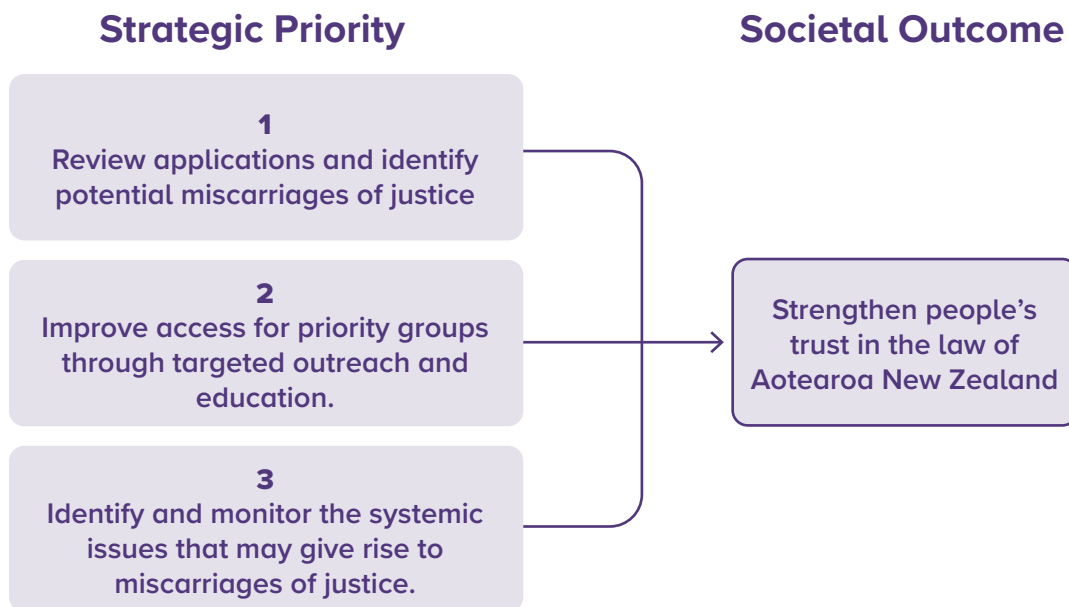 Strategic Priority
Societal Outcome
1
Review applications and identify
potential miscarriages of justice
2
Improve access for priority groups
through targeted outreach and
education.
3
Identify and monitor the systemic
issues that may give rise to
miscarriages of justice.
Strengthen people’s
trust in the law of
Aotearoa New Zealand